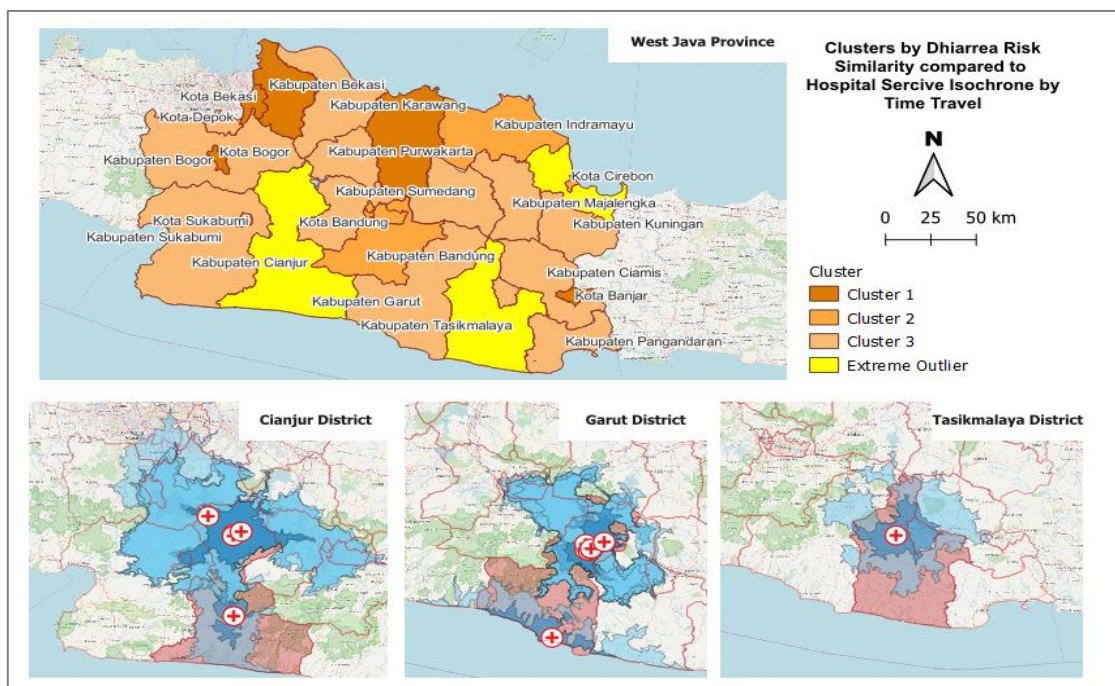 West Java Province
Clusters by Dhiarrea Risk
Similarity compared to
Hospital Sercive Isochrone by
Time Travel
N
0 25 50 km
Cluster
Cluster 1
Cluster 2
Cluster 3
Extreme Outlier
Kabupaten Bekasi
Kota Bekasi
Kabupaten Karawang
Kota Depok
Kabupaten Indramayu
Kota Bogor
Kabupaten Purwakarta
Kabupaten Bogor
Kota Cirebon
Kabupaten Sumedang
Kabupaten Majalengka
Kota Sukabumi
Kota Bandung
Kabupaten Kuningan
Kabupaten Sukabumi
Kabupaten Bandung
Kabupaten Cianjur
Kabupaten Ciamis
Kota Banjar
Kabupaten Garut
Kabupaten Tasikmalaya
Kabupaten Pangandaran
Cianjur District
Garut District
Tasikmalaya District